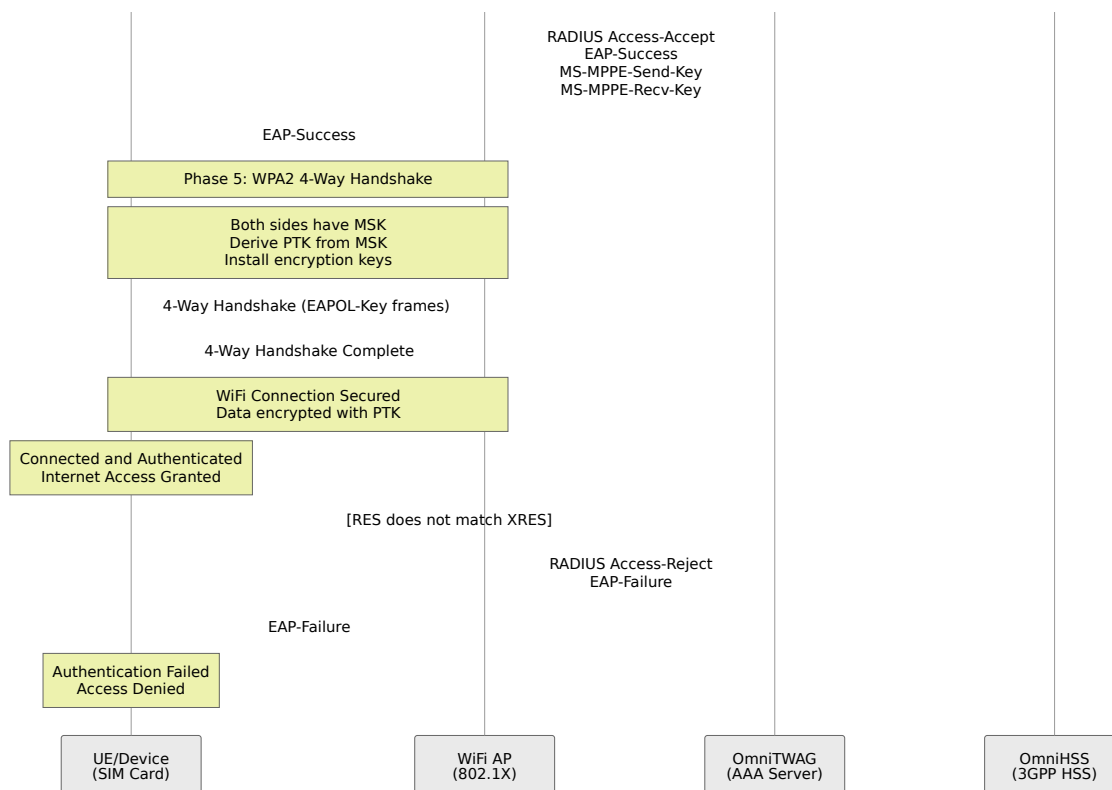 RADIUS Access-Accept
EAP-Success
MS-MPPE-Send-Key
MS-MPPE-Recv-Key
EAP-Success
Phase 5: WPA2 4-Way Handshake
Both sides have MSK
Derive PTK from MSK
Install encryption keys
4-Way Handshake (EAPOL-Key frames)
4-Way Handshake Complete
WiFi Connection Secured
Data encrypted with PTK
Connected and Authenticated
Internet Access Granted
[RES does not match XRES]
RADIUS Access-Reject
EAP-Failure
EAP-Failure
Authentication Failed
Access Denied
UE/Device
(SIM Card)
WiFi AP
(802.1X)
OmniTWAG
(AAA Server)
OmniHSS
(3GPP HSS)